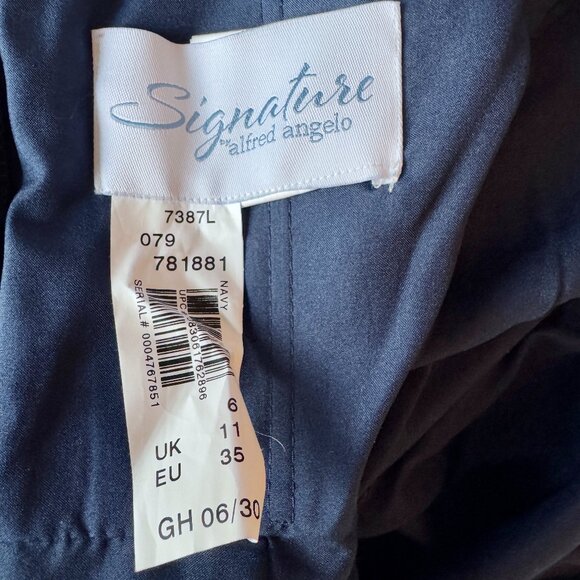 Signature
by alfred angelo
7387L
079
781881
NAVY
SERIAL# 0004767851
6
UK 11
EU 35
GH 06/30